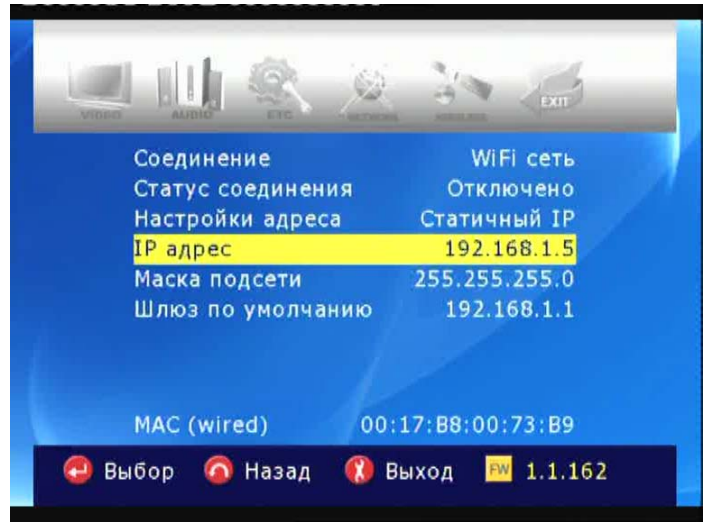 VIDEO AUDIO ETC NETWORK WIRELESS EXIT
Соединение WiFi сеть
Статус соединения Отключено
Настройки адреса Статичный IP
IP адрес 192.168.1.5
Маска подсети 255.255.255.0
Шлюз по умолчанию 192.168.1.1
MAC (wired) 00:17:B8:00:73:B9
Выбор Назад Выход FW 1.1.162